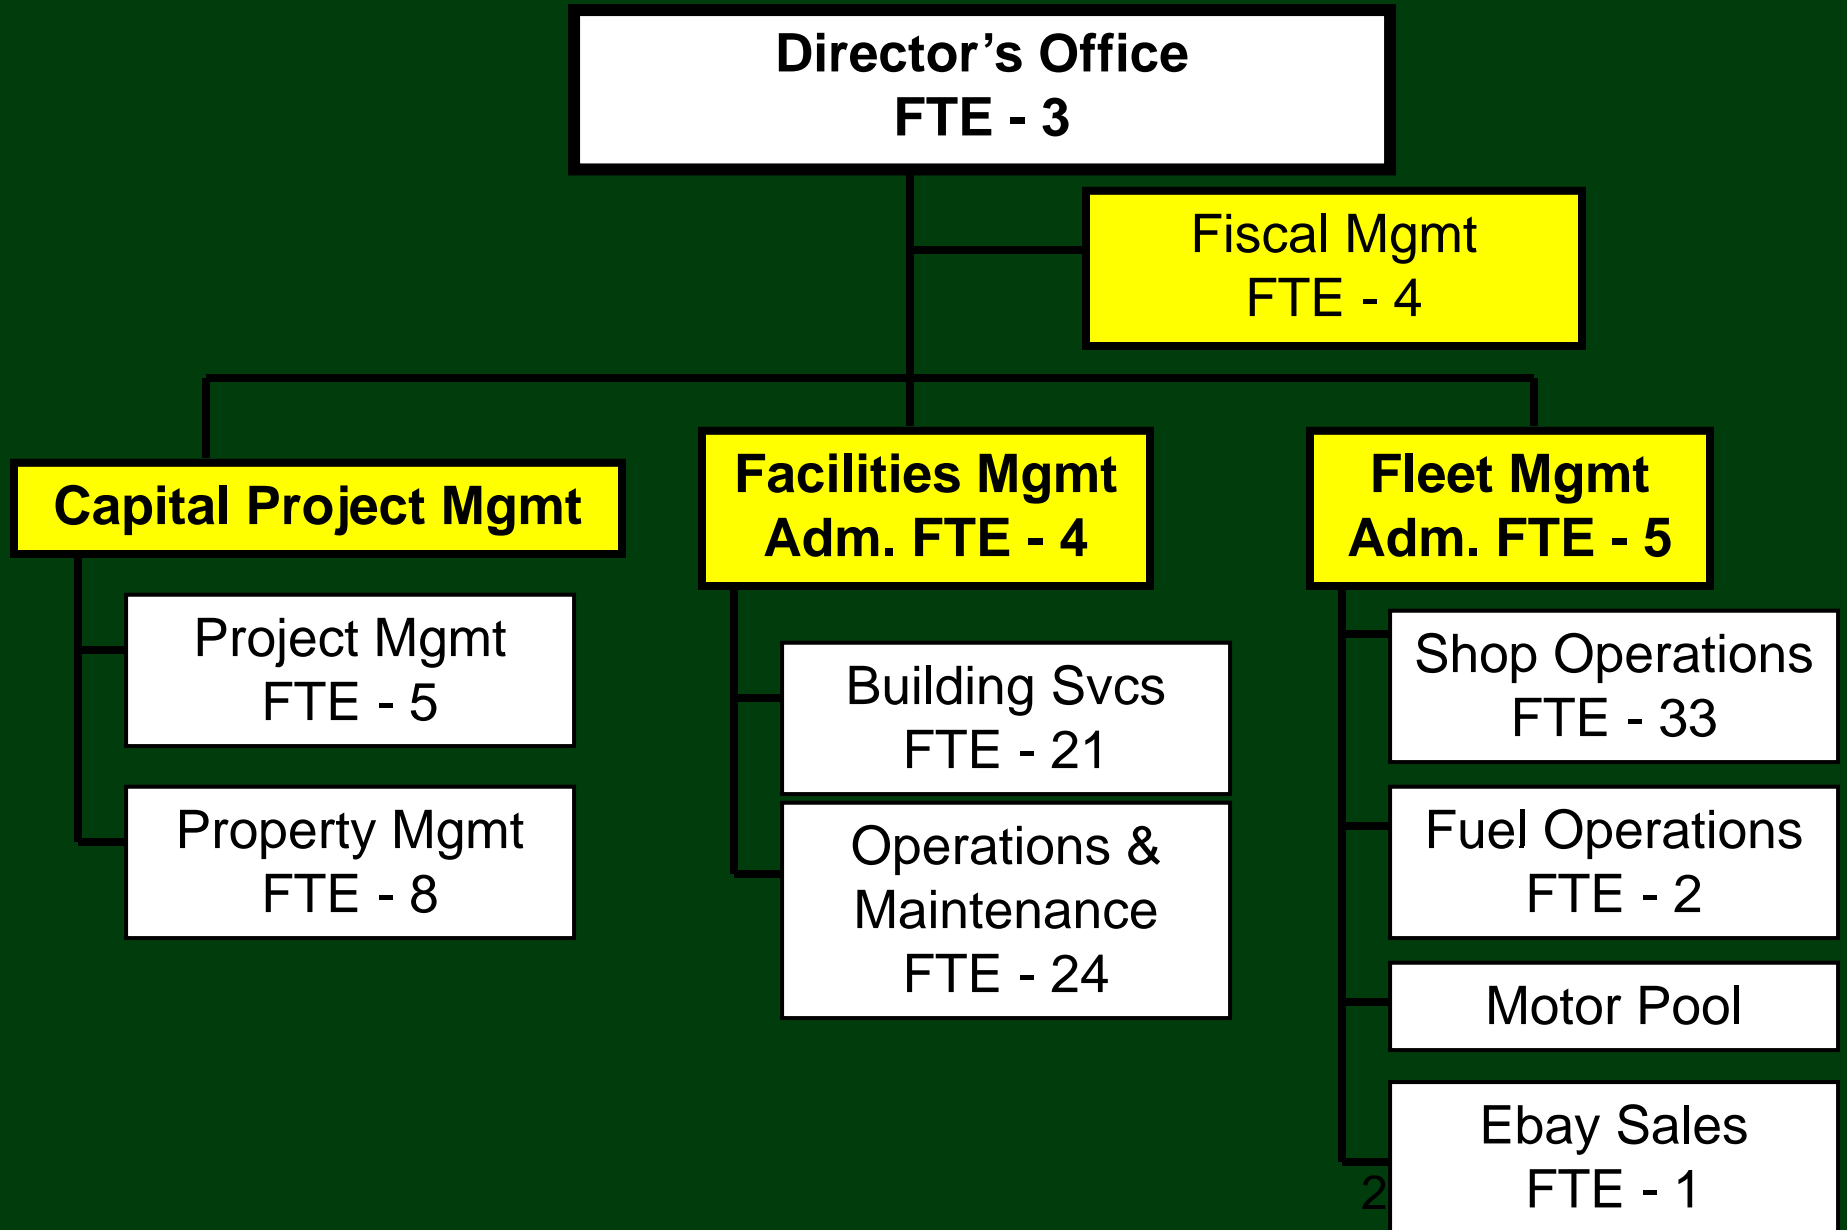 Director’s Office
FTE - 3
Fiscal Mgmt
FTE - 4
Capital Project Mgmt
Facilities Mgmt
Adm. FTE - 4
Fleet Mgmt
Adm. FTE - 5
Project Mgmt
FTE - 5
Property Mgmt
FTE - 8
Building Svcs
FTE - 21
Operations &
Maintenance
FTE - 24
Shop Operations
FTE - 33
Fuel Operations
FTE - 2
Motor Pool
Ebay Sales
FTE - 1
2